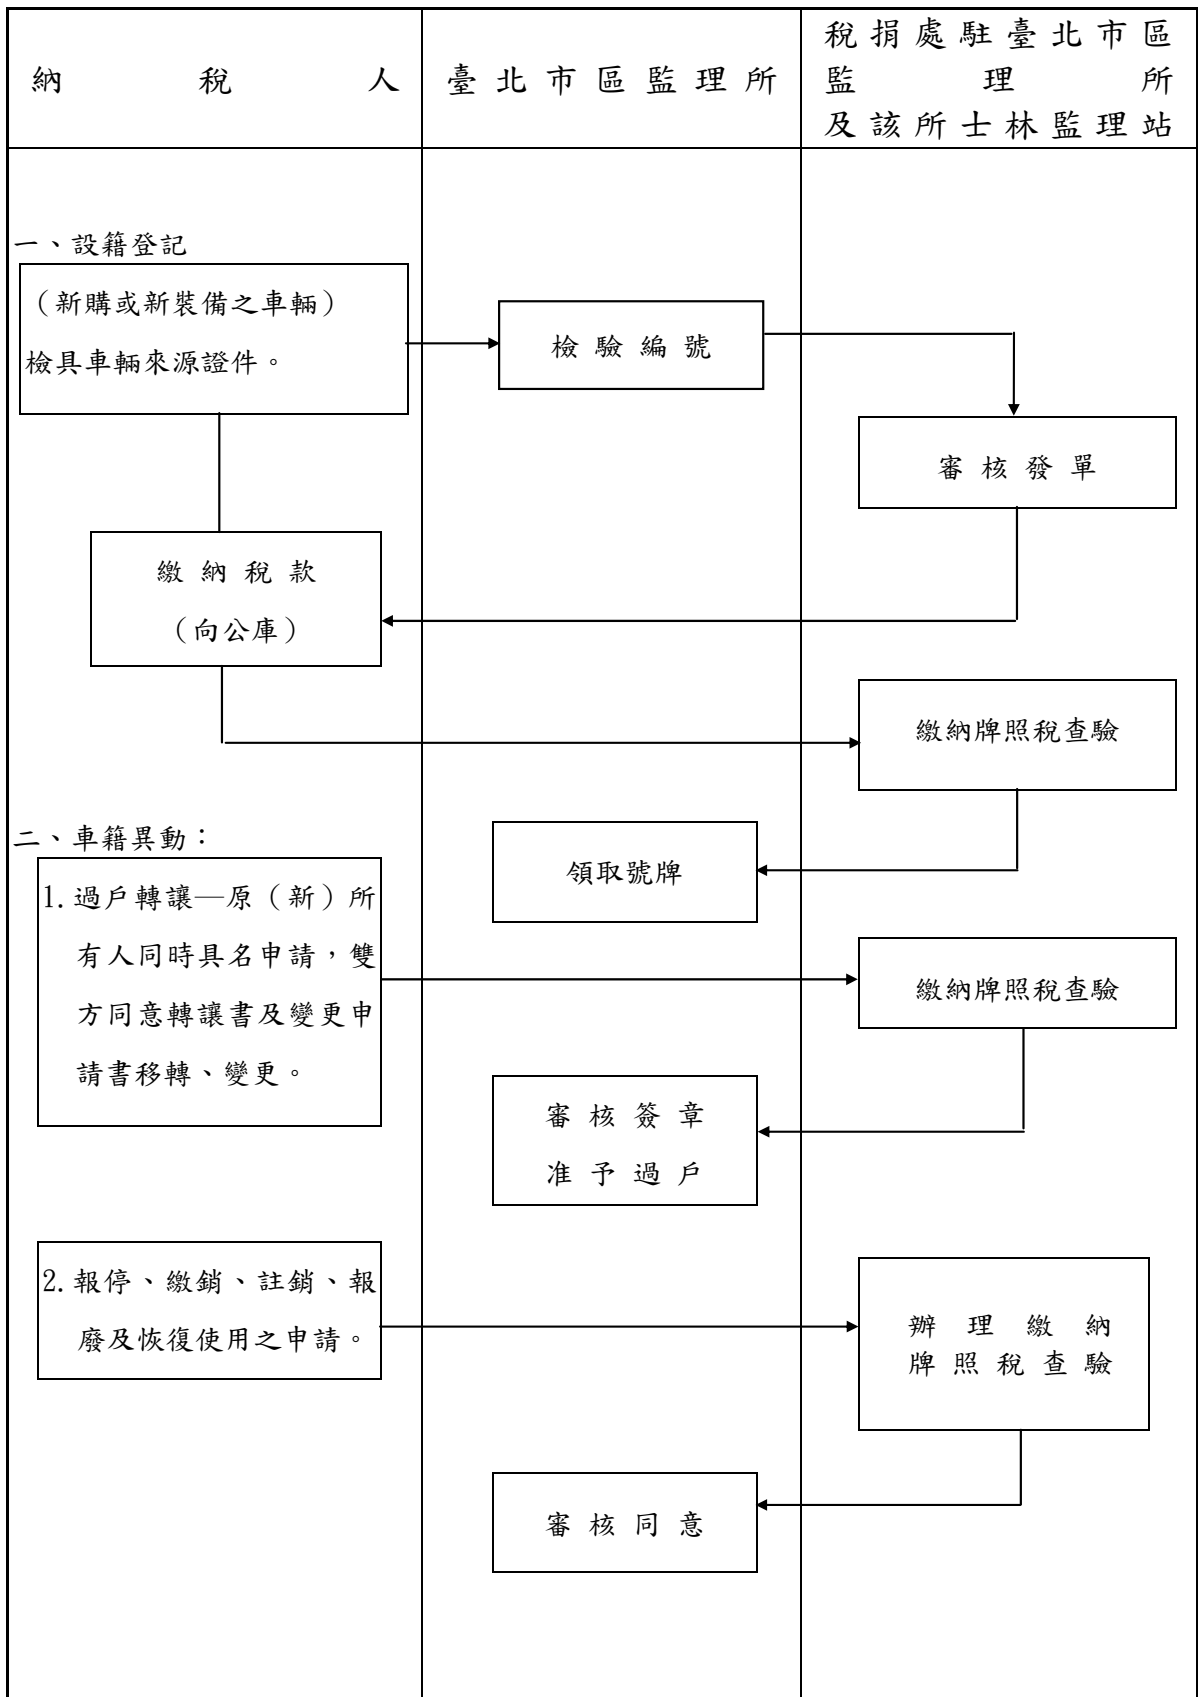 納稅人
臺北市區監理所
稅捐處駐臺北市區
監理所
及該所士林監理站
一、設籍登記
（新購或新裝備之車輛）
檢具車輛來源證件。
檢驗編號
審核發單
繳納稅款
（向公庫）
繳納牌照稅查驗
領取號牌
二、車籍異動：
1.過戶轉讓—原（新）所
有人同時具名申請，雙
方同意轉讓書及變更申
請書移轉、變更。
繳納牌照稅查驗
審核簽章
准予過戶
2.報停、繳銷、註銷、報
廢及恢復使用之申請。
辦理繳納
牌照稅查驗
審核同意